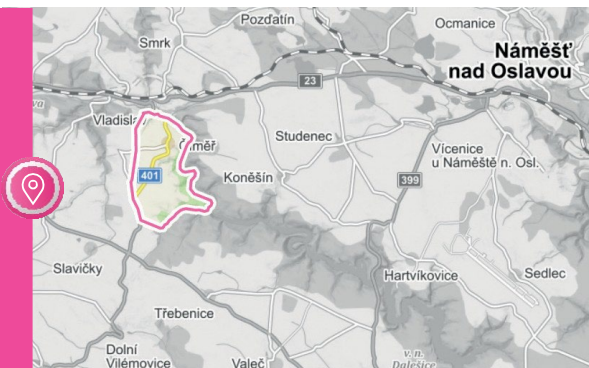 Pozďatín
Ocmanice
Smrk
Náměšť
nad Oslavou
23
Vladislav
Studenec
Číměř
Vícenice
u Náměště n. Osl.
401
Koněšín
399
Slavičky
Hartvíkovice
Sedlec
Třebenice
Dolní
Vilémovice
Valeč
v. n.
Dalešice